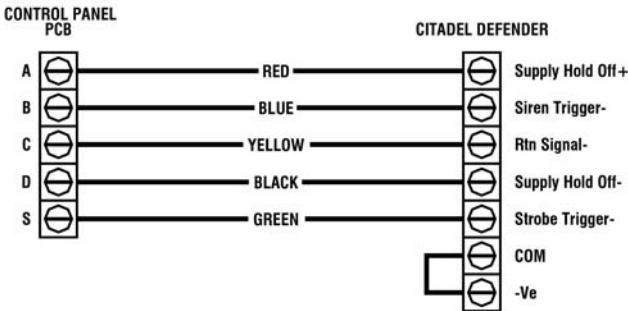 CONTROL PANEL
PCB
CITADEL DEFENDER
A RED Supply Hold Off+
B BLUE Siren Trigger-
C YELLOW Rtn Signal-
D BLACK Supply Hold Off-
S GREEN Strobe Trigger-
COM
-Ve